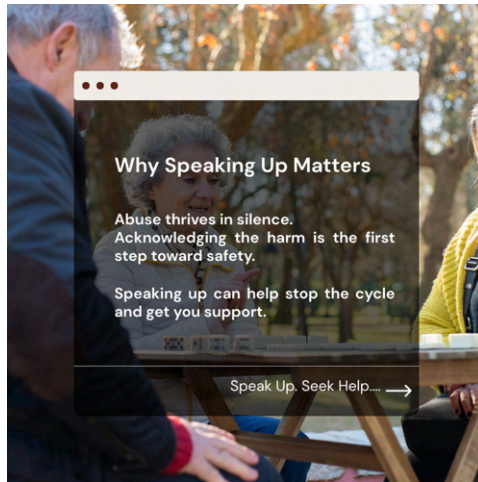 Why Speaking Up Matters
Abuse thrives in silence.
Acknowledging the harm is the first
step toward safety.
Speaking up can help stop the cycle
and get you support.
Speak Up. Seek Help....